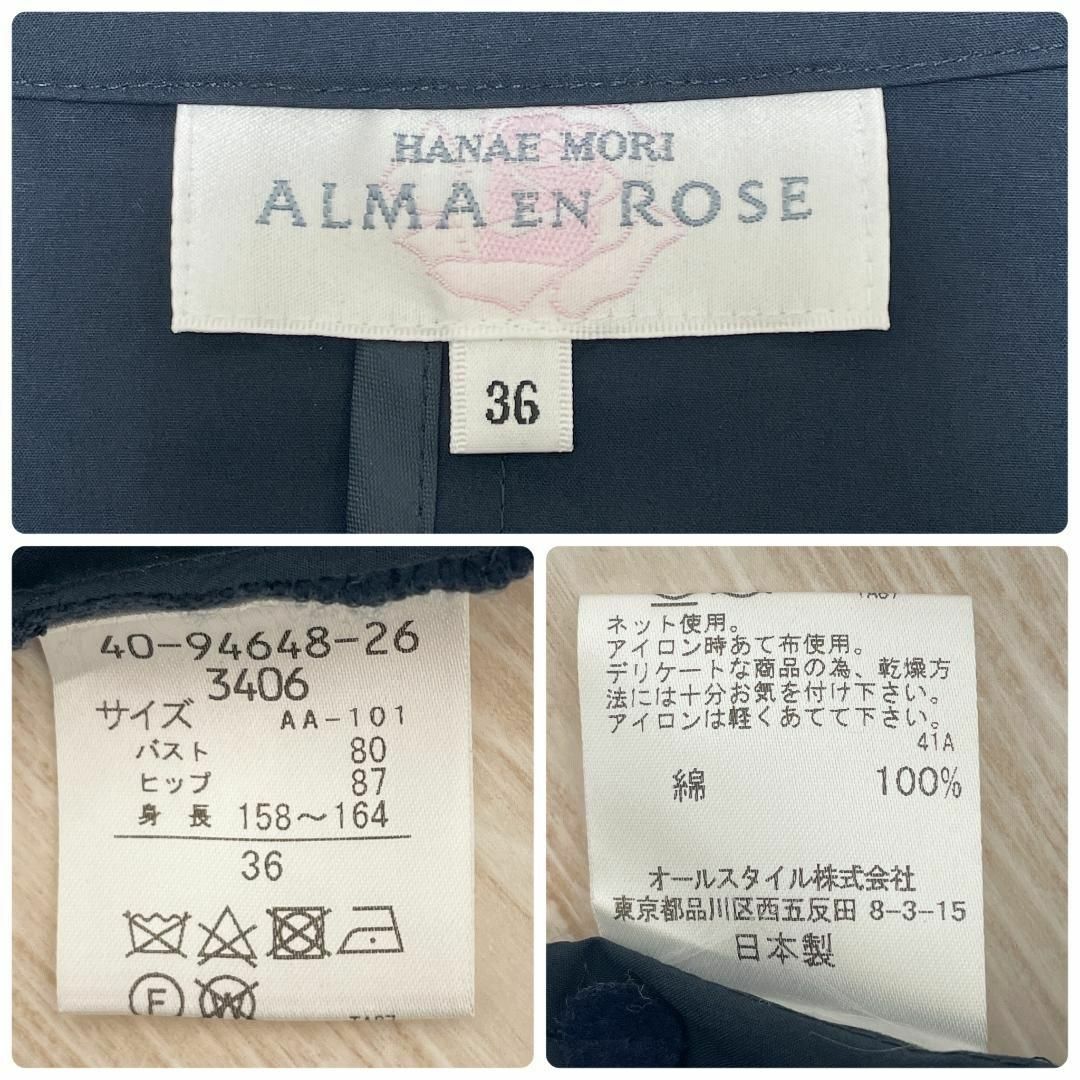 HANAE MORI
ALMA EN ROSE
36
40-94648-26
3406
サイズ AA-101
バスト 80
ヒップ 87
身長 158～164
36
F W
ネット使用。
アイロン時あて布使用。
デリケートな商品の為、乾燥方
法には十分お気を付け下さい。
アイロンは軽くあてて下さい。
41A
綿 100%
オールスタイル株式会社
東京都品川区西五反田 8-3-15
日本製